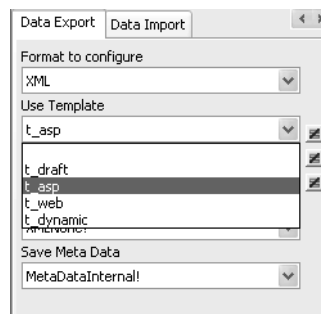 Data Export Data Import
Format to configure
XML
Use Template
t_asp
t_draft
t_asp
t_web
t_dynamic
XMLNone!
Save Meta Data
MetaDataInternal!